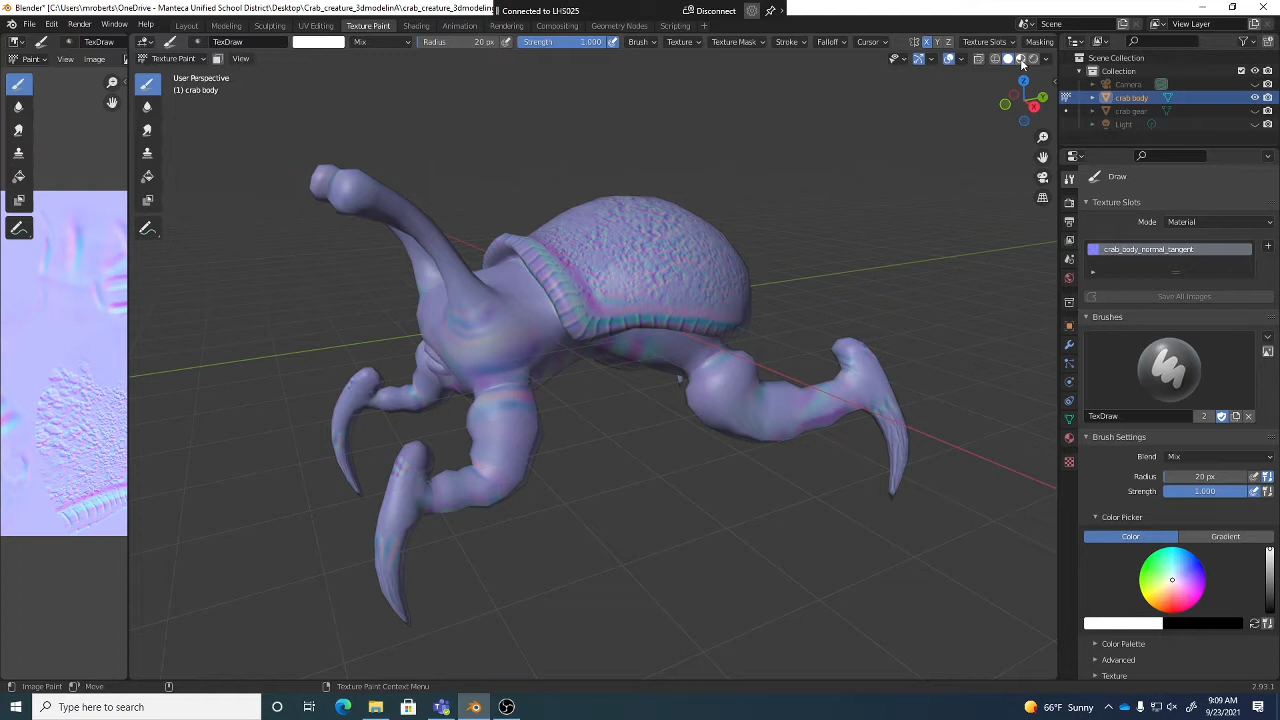 Blender* [C:\Users\mroberts\OneDrive - Manteca Unified School District\Desktop\Crab_creature_3dmodelinA\crab_creature_3dmodelin
Connected to LHS025
Disconnect
File Edit Render Window Help
Layout Modeling Sculpting UV Editing Texture Paint Shading Animation Rendering Compositing Geometry Nodes Scripting +
Scene
View Layer
TexDraw
TexDraw Mix Radius 20 px Strength 1.000 Brush Texture Texture Mask Stroke Falloff Cursor X Y Z Texture Slots Masking
Paint View Image
Texture Paint View
User Perspective
(1) crab body
Z
Y
X
Scene Collection
Collection
Camera
crab body
crab gear
Light
Draw
Texture Slots
Mode Material
crab_body_normal_tangent
Save All Images
Brushes
TexDraw 2
Brush Settings
Blend Mix
Radius 20 px
Strength 1.000
Color Picker
Color Gradient
Color Palette
Advanced
Texture
Image Paint Move Texture Paint Context Menu 2.93.1
Type here to search
66°F Sunny
9:09 AM
9/23/2021